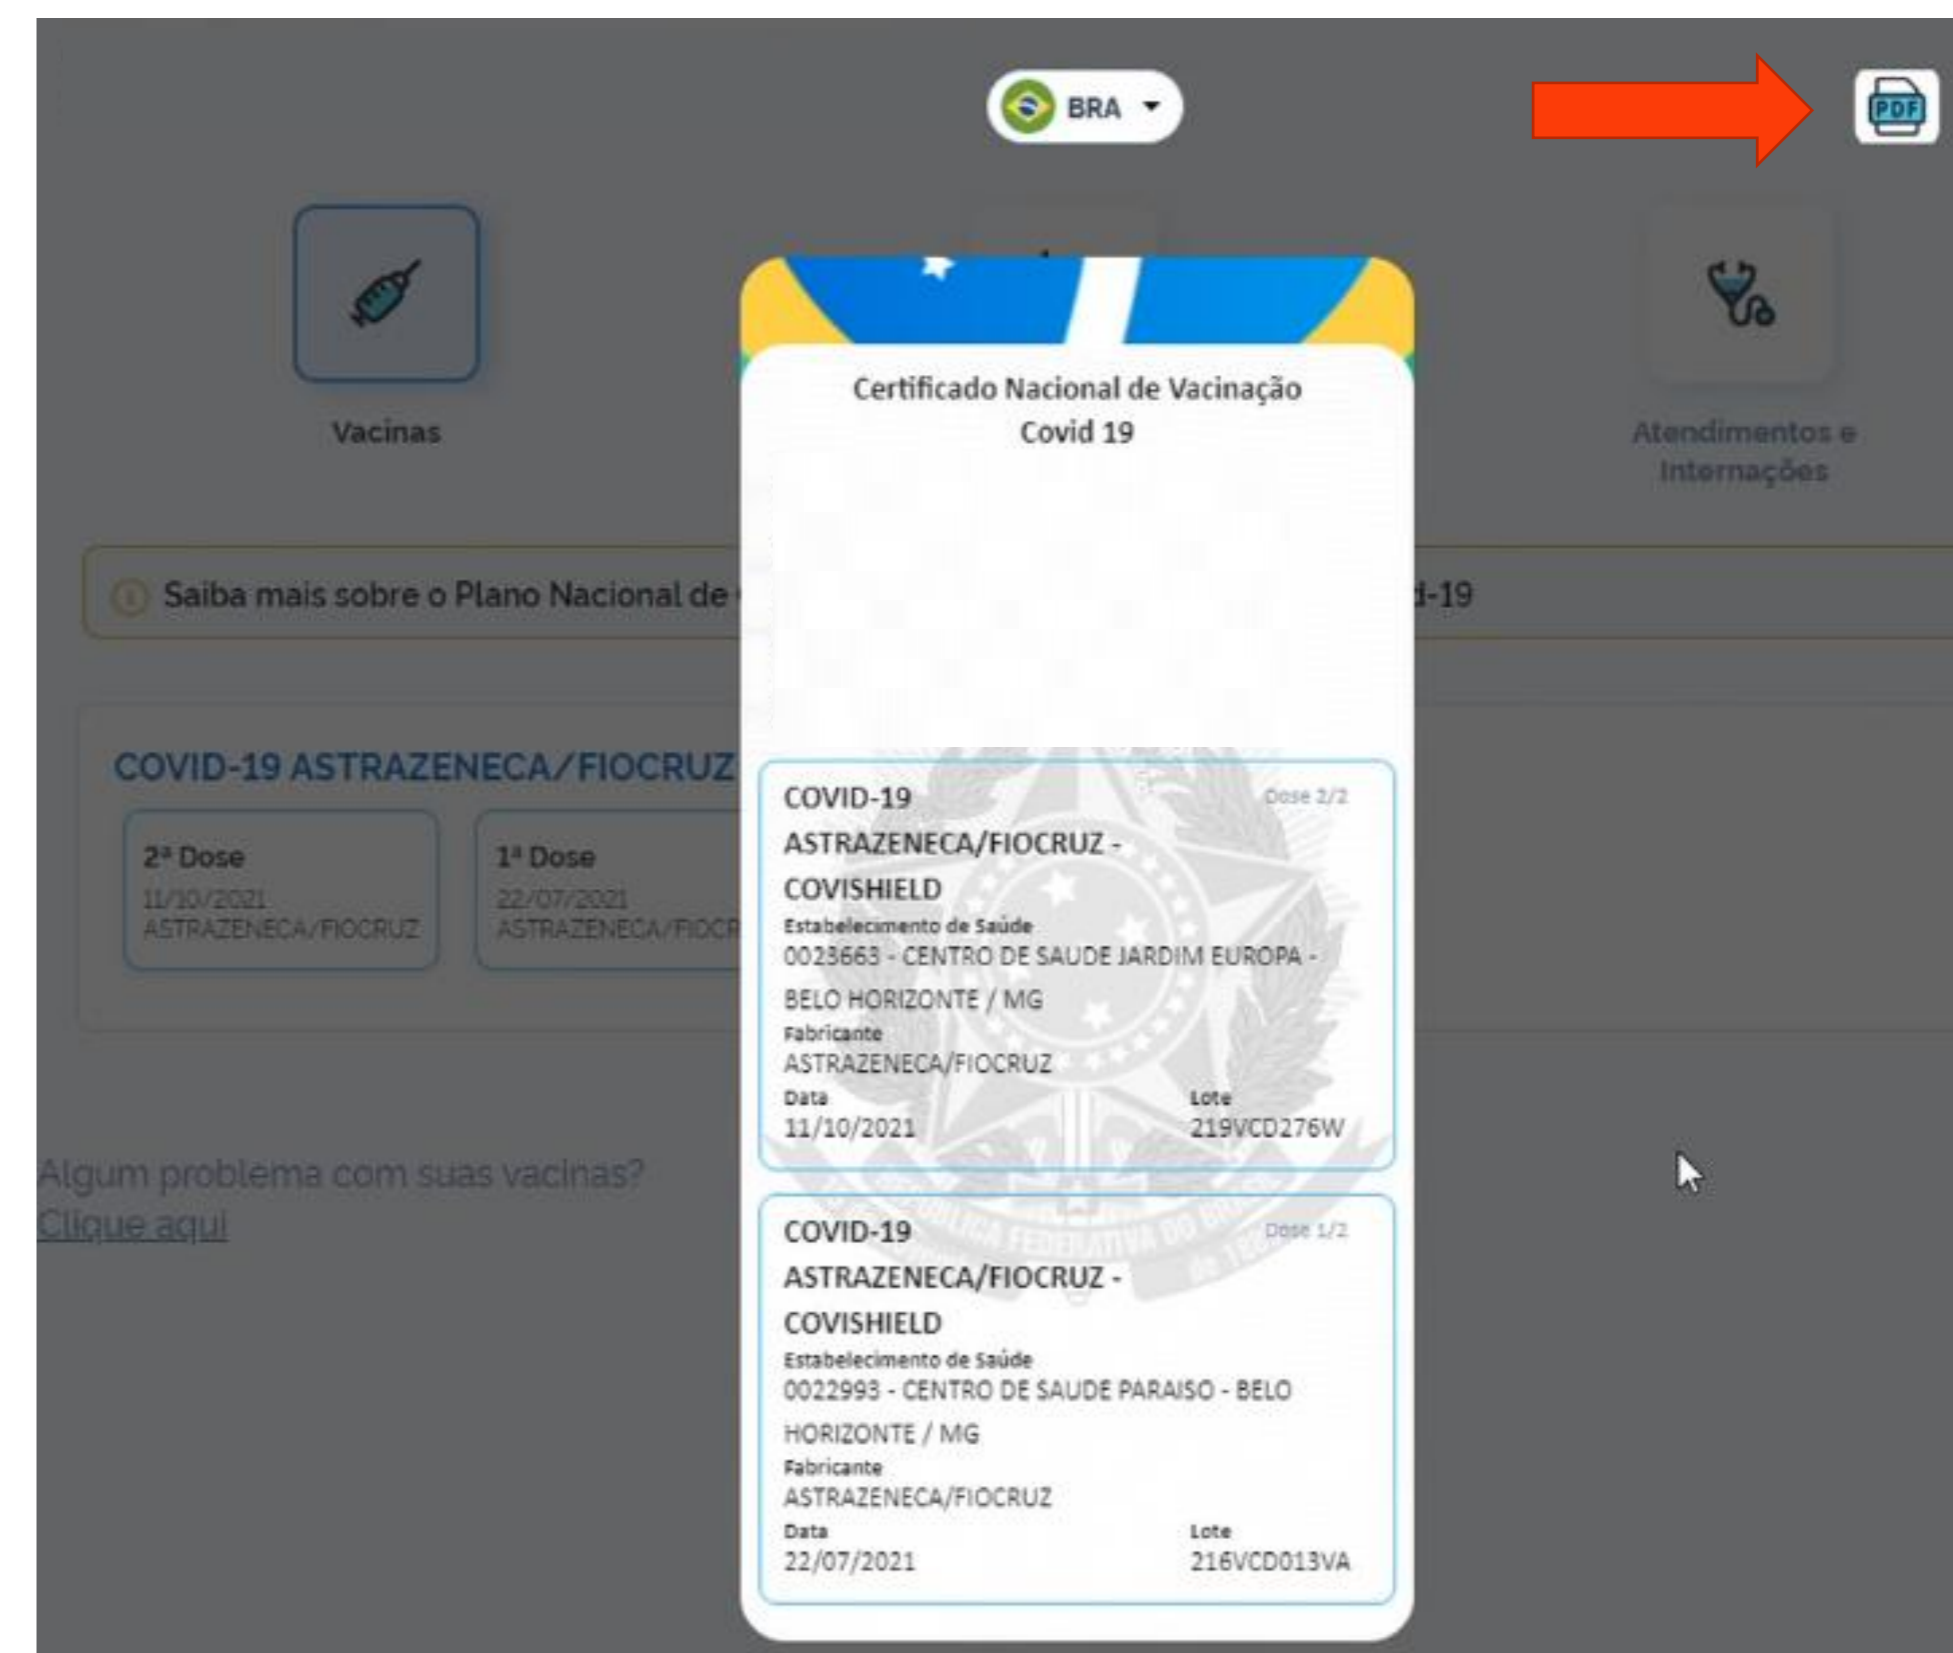 BRA
PDF
Vacinas
Atendimentos e
Internações
Saiba mais sobre o Plano Nacional de
d-19
COVID-19 ASTRAZENECA/FIOCRUZ
2ª Dose
11/10/2021
ASTRAZENECA/FIOCRUZ
1ª Dose
22/07/2021
ASTRAZENECA/FIOCR
Algum problema com suas vacinas?
Clique aqui
Certificado Nacional de Vacinação
Covid 19
COVID-19
Dose 2/2
ASTRAZENECA/FIOCRUZ -
COVISHIELD
Estabelecimento de Saúde
0023663 - CENTRO DE SAUDE JARDIM EUROPA -
BELO HORIZONTE / MG
Fabricante
ASTRAZENECA/FIOCRUZ
Data
Lote
11/10/2021
219VCD276W
COVID-19
Dose 1/2
ASTRAZENECA/FIOCRUZ -
COVISHIELD
Estabelecimento de Saúde
0022993 - CENTRO DE SAUDE PARAISO - BELO
HORIZONTE / MG
Fabricante
ASTRAZENECA/FIOCRUZ
Data
Lote
22/07/2021
216VCD013VA